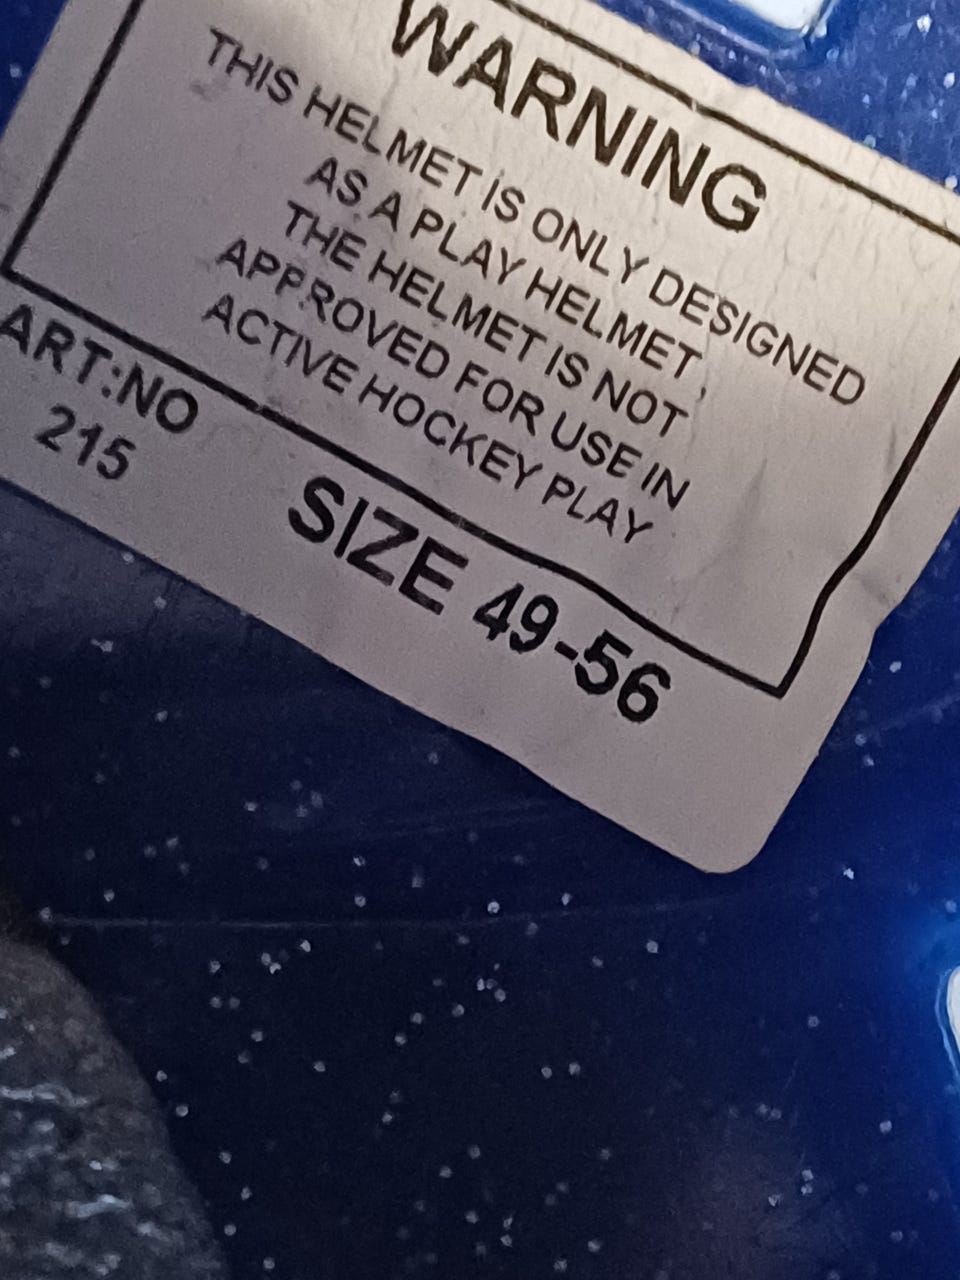 WARNING
THIS HELMET IS ONLY DESIGNED
AS A PLAY HELMET,
THE HELMET IS NOT
APPROVED FOR USE IN
ACTIVE HOCKEY PLAY
ART:NO
215
SIZE 49-56